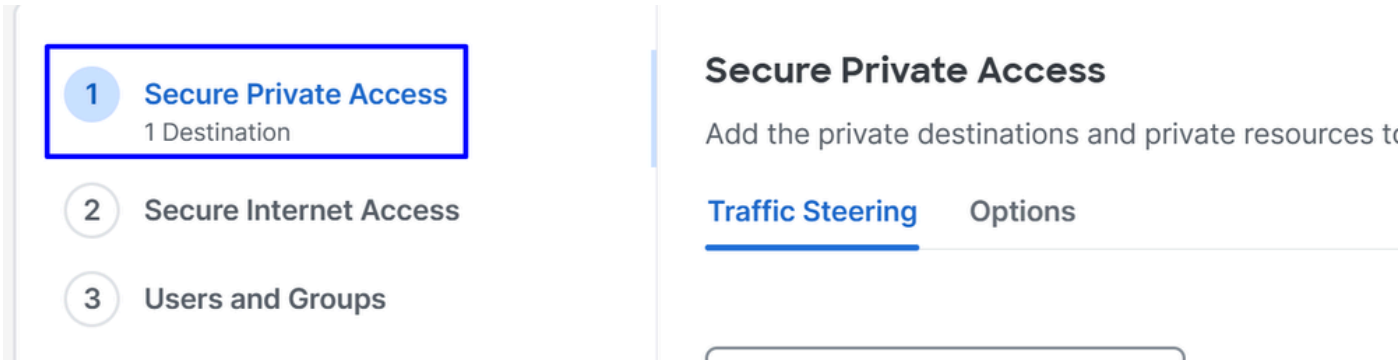 1
Secure Private Access
1 Destination
2
Secure Internet Access
3
Users and Groups
Secure Private Access
Add the private destinations and private resources
Traffic Steering
Options